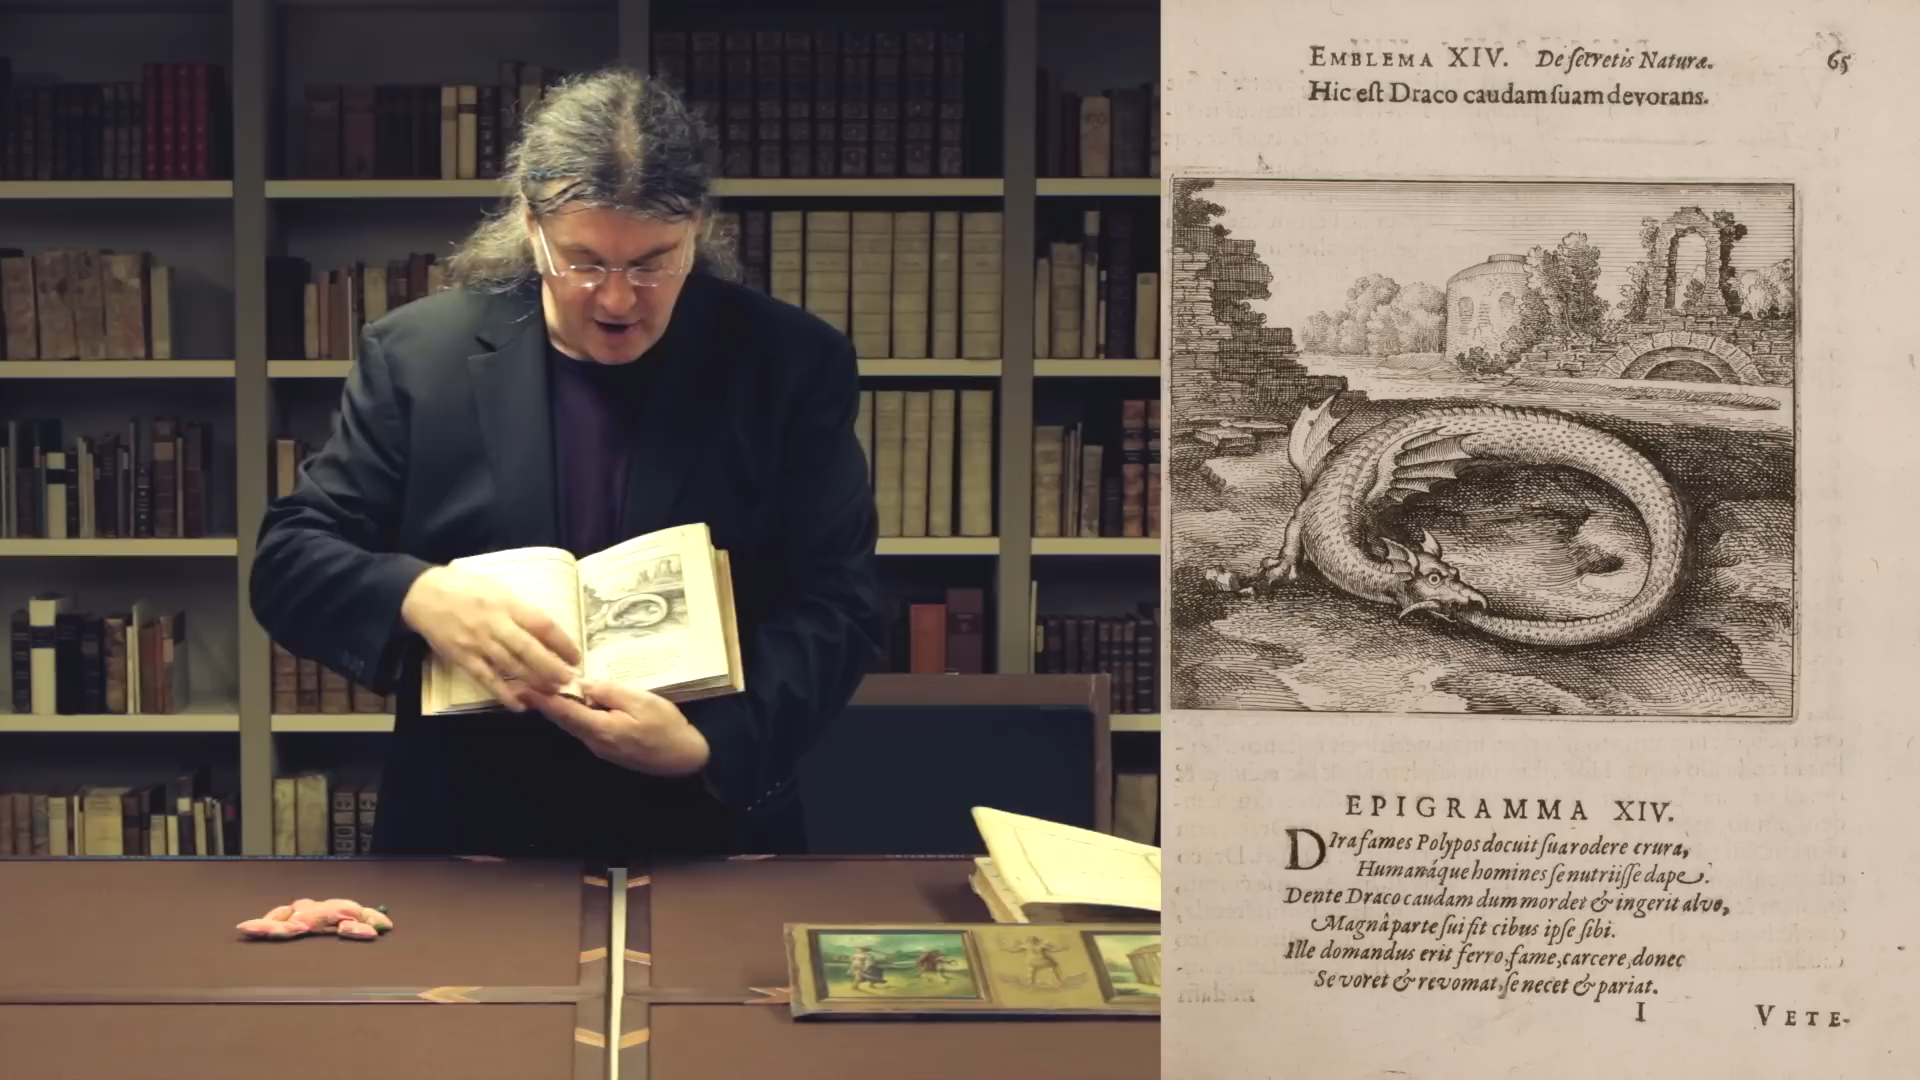 EMBLEMA XIV. De secretis Naturæ. 65
Hic eſt Draco caudam ſuam devorans.
EPIGRAMMA XIV.
DIra fames Polypos docuit ſua rodere crura,
Humanáque homines ſe nutriiſſe dape.
Dente Draco caudam dum mordet & ingerit alvo,
Magnâ parte ſui fit cibus ipſe ſibi.
Ille domandus erit ferro, fame, carcere, donec
Se voret & revomat, ſe necet & pariat.
I VETE-